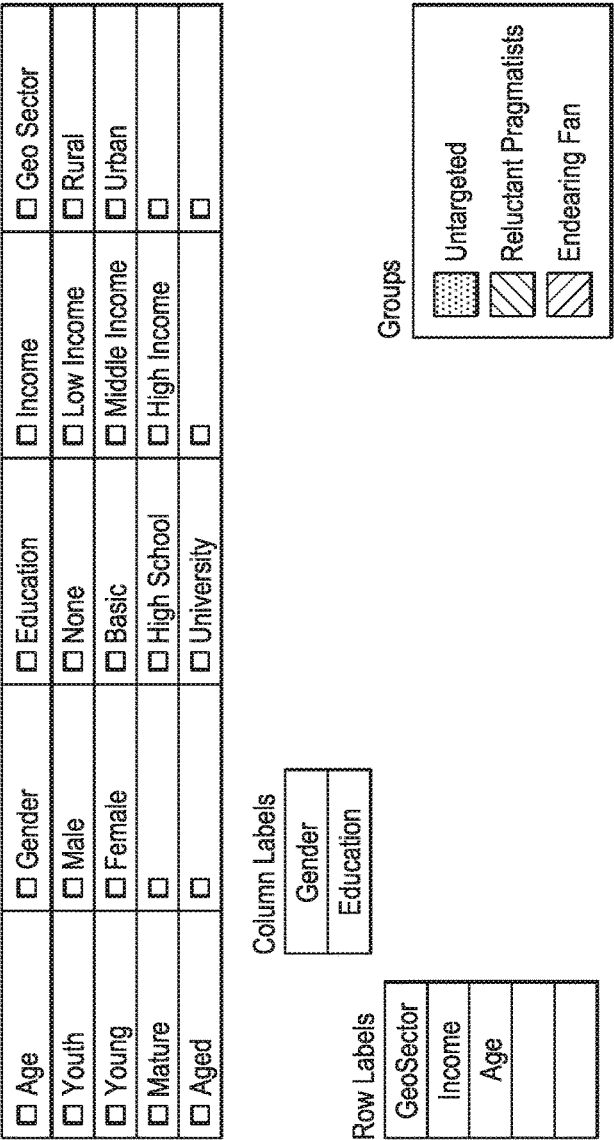 ☐ Age ☐ Gender ☐ Education ☐ Income ☐ Geo Sector
☐ Youth ☐ Male ☐ None ☐ Low Income ☐ Rural
☐ Young ☐ Female ☐ Basic ☐ Middle Income ☐ Urban
☐ Mature ☐ ☐ High School ☐ High Income ☐
☐ Aged ☐ ☐ University ☐ ☐
Column Labels
Gender
Education
Row Labels
GeoSector
Income
Age
Groups
Untargeted
Reluctant Pragmatists
Endearing Fan